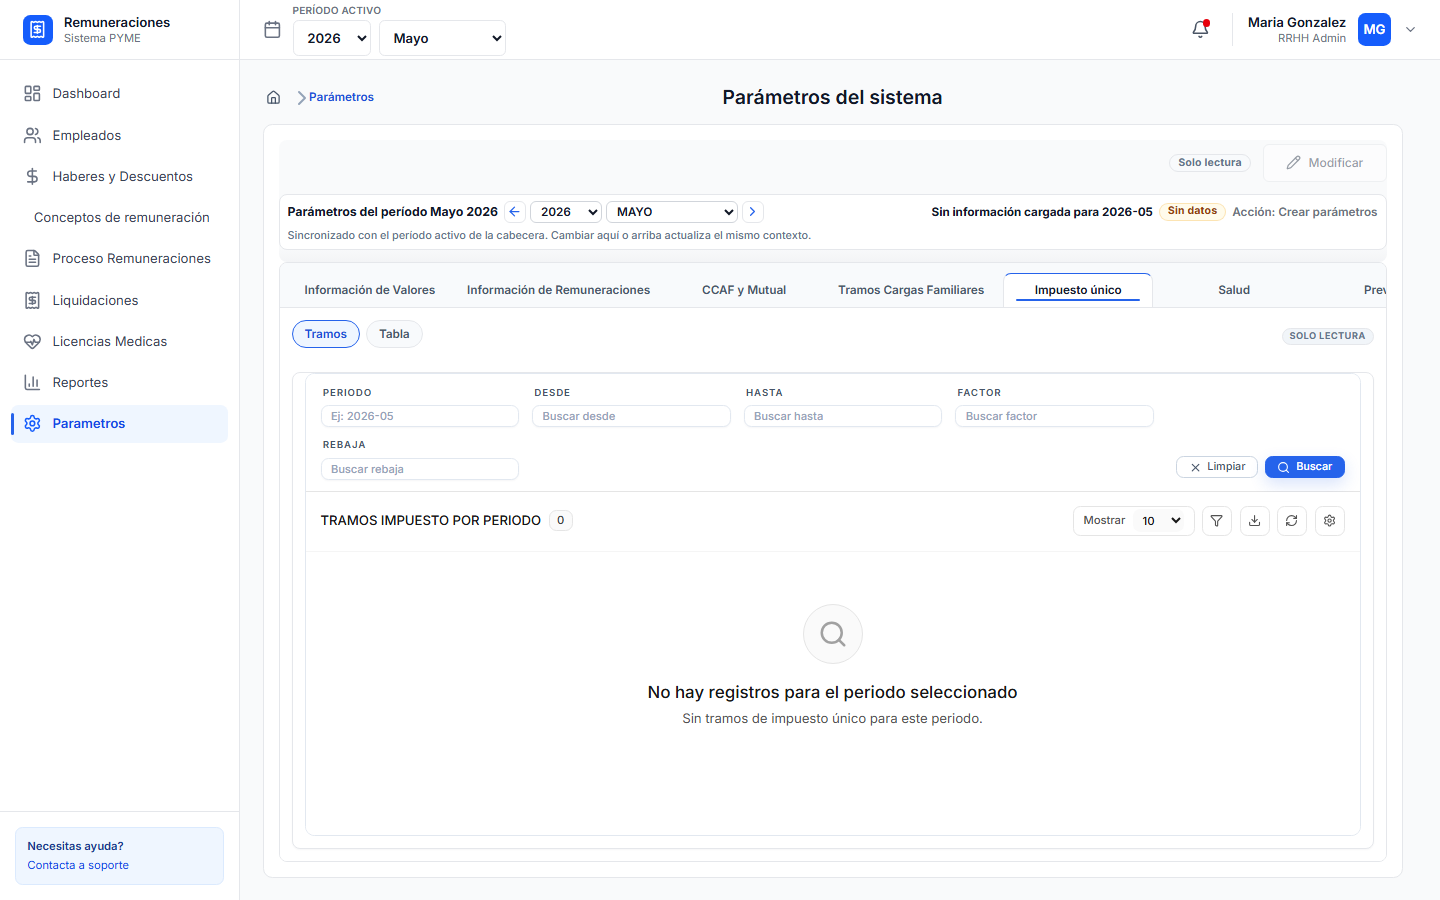 Remuneraciones
Sistema PYME
PERÍODO ACTIVO
2026 Mayo
Maria Gonzalez
RRHH Admin
MG
Dashboard
Empleados
Haberes y Descuentos
Conceptos de remuneración
Proceso Remuneraciones
Liquidaciones
Licencias Medicas
Reportes
Parametros
Necesitas ayuda?
Contacta a soporte
Parámetros
Parámetros del sistema
Solo lectura
Modificar
Parámetros del período Mayo 2026
2026 MAYO
Sin información cargada para 2026-05 Sin datos Acción: Crear parámetros
Sincronizado con el período activo de la cabecera. Cambiar aquí o arriba actualiza el mismo contexto.
Información de Valores Información de Remuneraciones CCAF y Mutual Tramos Cargas Familiares Impuesto único Salud Prev
Tramos Tabla
SOLO LECTURA
PERIODO DESDE HASTA FACTOR
Ej: 2026-05 Buscar desde Buscar hasta Buscar factor
REBAJA
Buscar rebaja
Limpiar Buscar
TRAMOS IMPUESTO POR PERIODO 0
Mostrar 10
No hay registros para el periodo seleccionado
Sin tramos de impuesto único para este periodo.